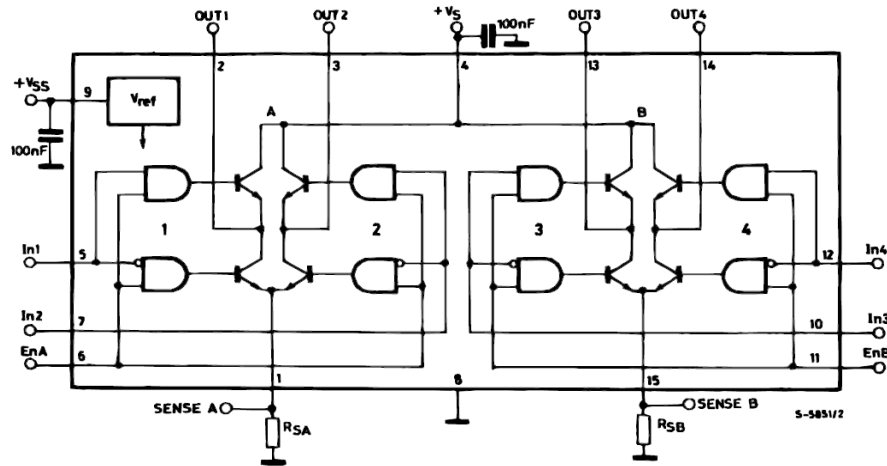 OUT1 OUT2 +VS 100nF OUT3 OUT4
2 3 4 13 14
+VSS 9 Vref A B
100nF
1 2 3 4
In1 5 12 In4
In2 7 10 In3
EnA 6 11 EnB
1 8 15
SENSE A SENSE B S-5851/2
RSA RSB